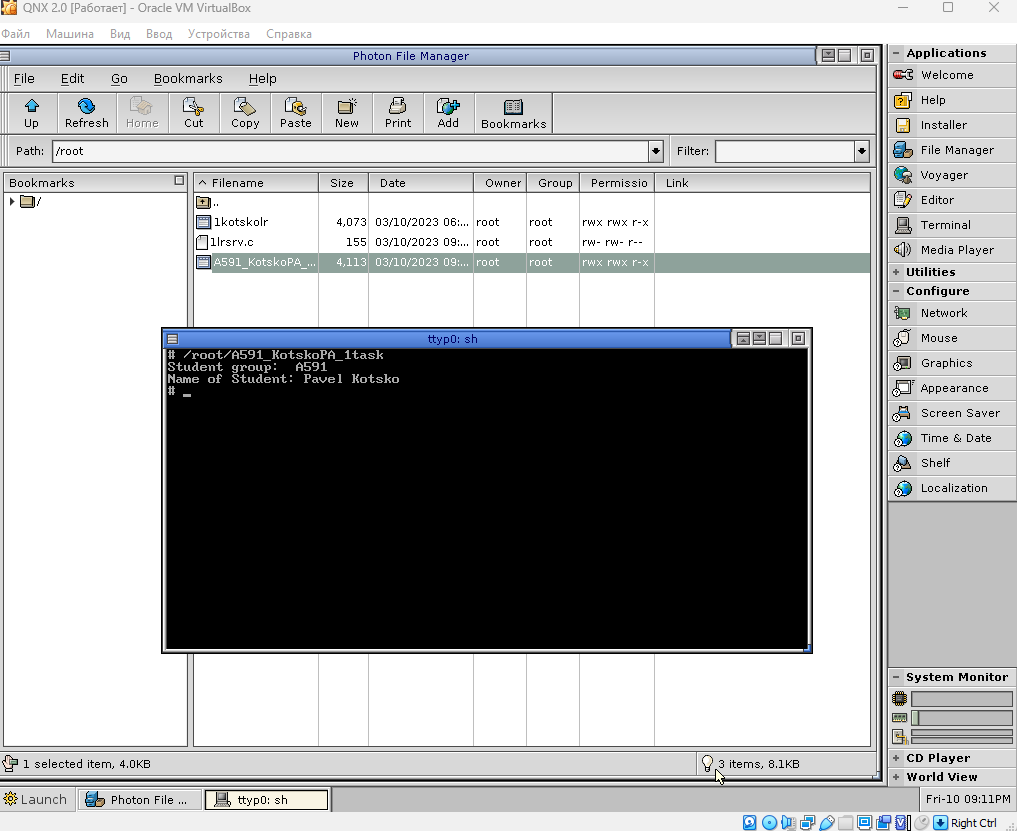 QNX 2.0 [Работает] - Oracle VM VirtualBox
Файл Машина Вид Ввод Устройства Справка
Photon File Manager
File Edit Go Bookmarks Help
Up Refresh Home Cut Copy Paste New Print Add Bookmarks
Path: /root Filter:
Bookmarks
/
Filename Size Date Owner Group Permissio Link
..
1kotskolr 4,073 03/10/2023 06:... root root rwx rwx r-x
1lrsrv.c 155 03/10/2023 09:... root root rw- rw- r--
A591_KotskoPA_... 4,113 03/10/2023 09:... root root rwx rwx r-x
ttyp0: sh
# /root/A591_KotskoPA_1task
Student group: A591
Name of Student: Pavel Kotsko
# _
1 selected item, 4.0KB
3 items, 8.1KB
Applications
Welcome
Help
Installer
File Manager
Voyager
Editor
Terminal
Media Player
Utilities
Configure
Network
Mouse
Graphics
Appearance
Screen Saver
Time & Date
Shelf
Localization
System Monitor
CD Player
World View
Launch Photon File ... ttyp0: sh Fri-10 09:11PM
Right Ctrl